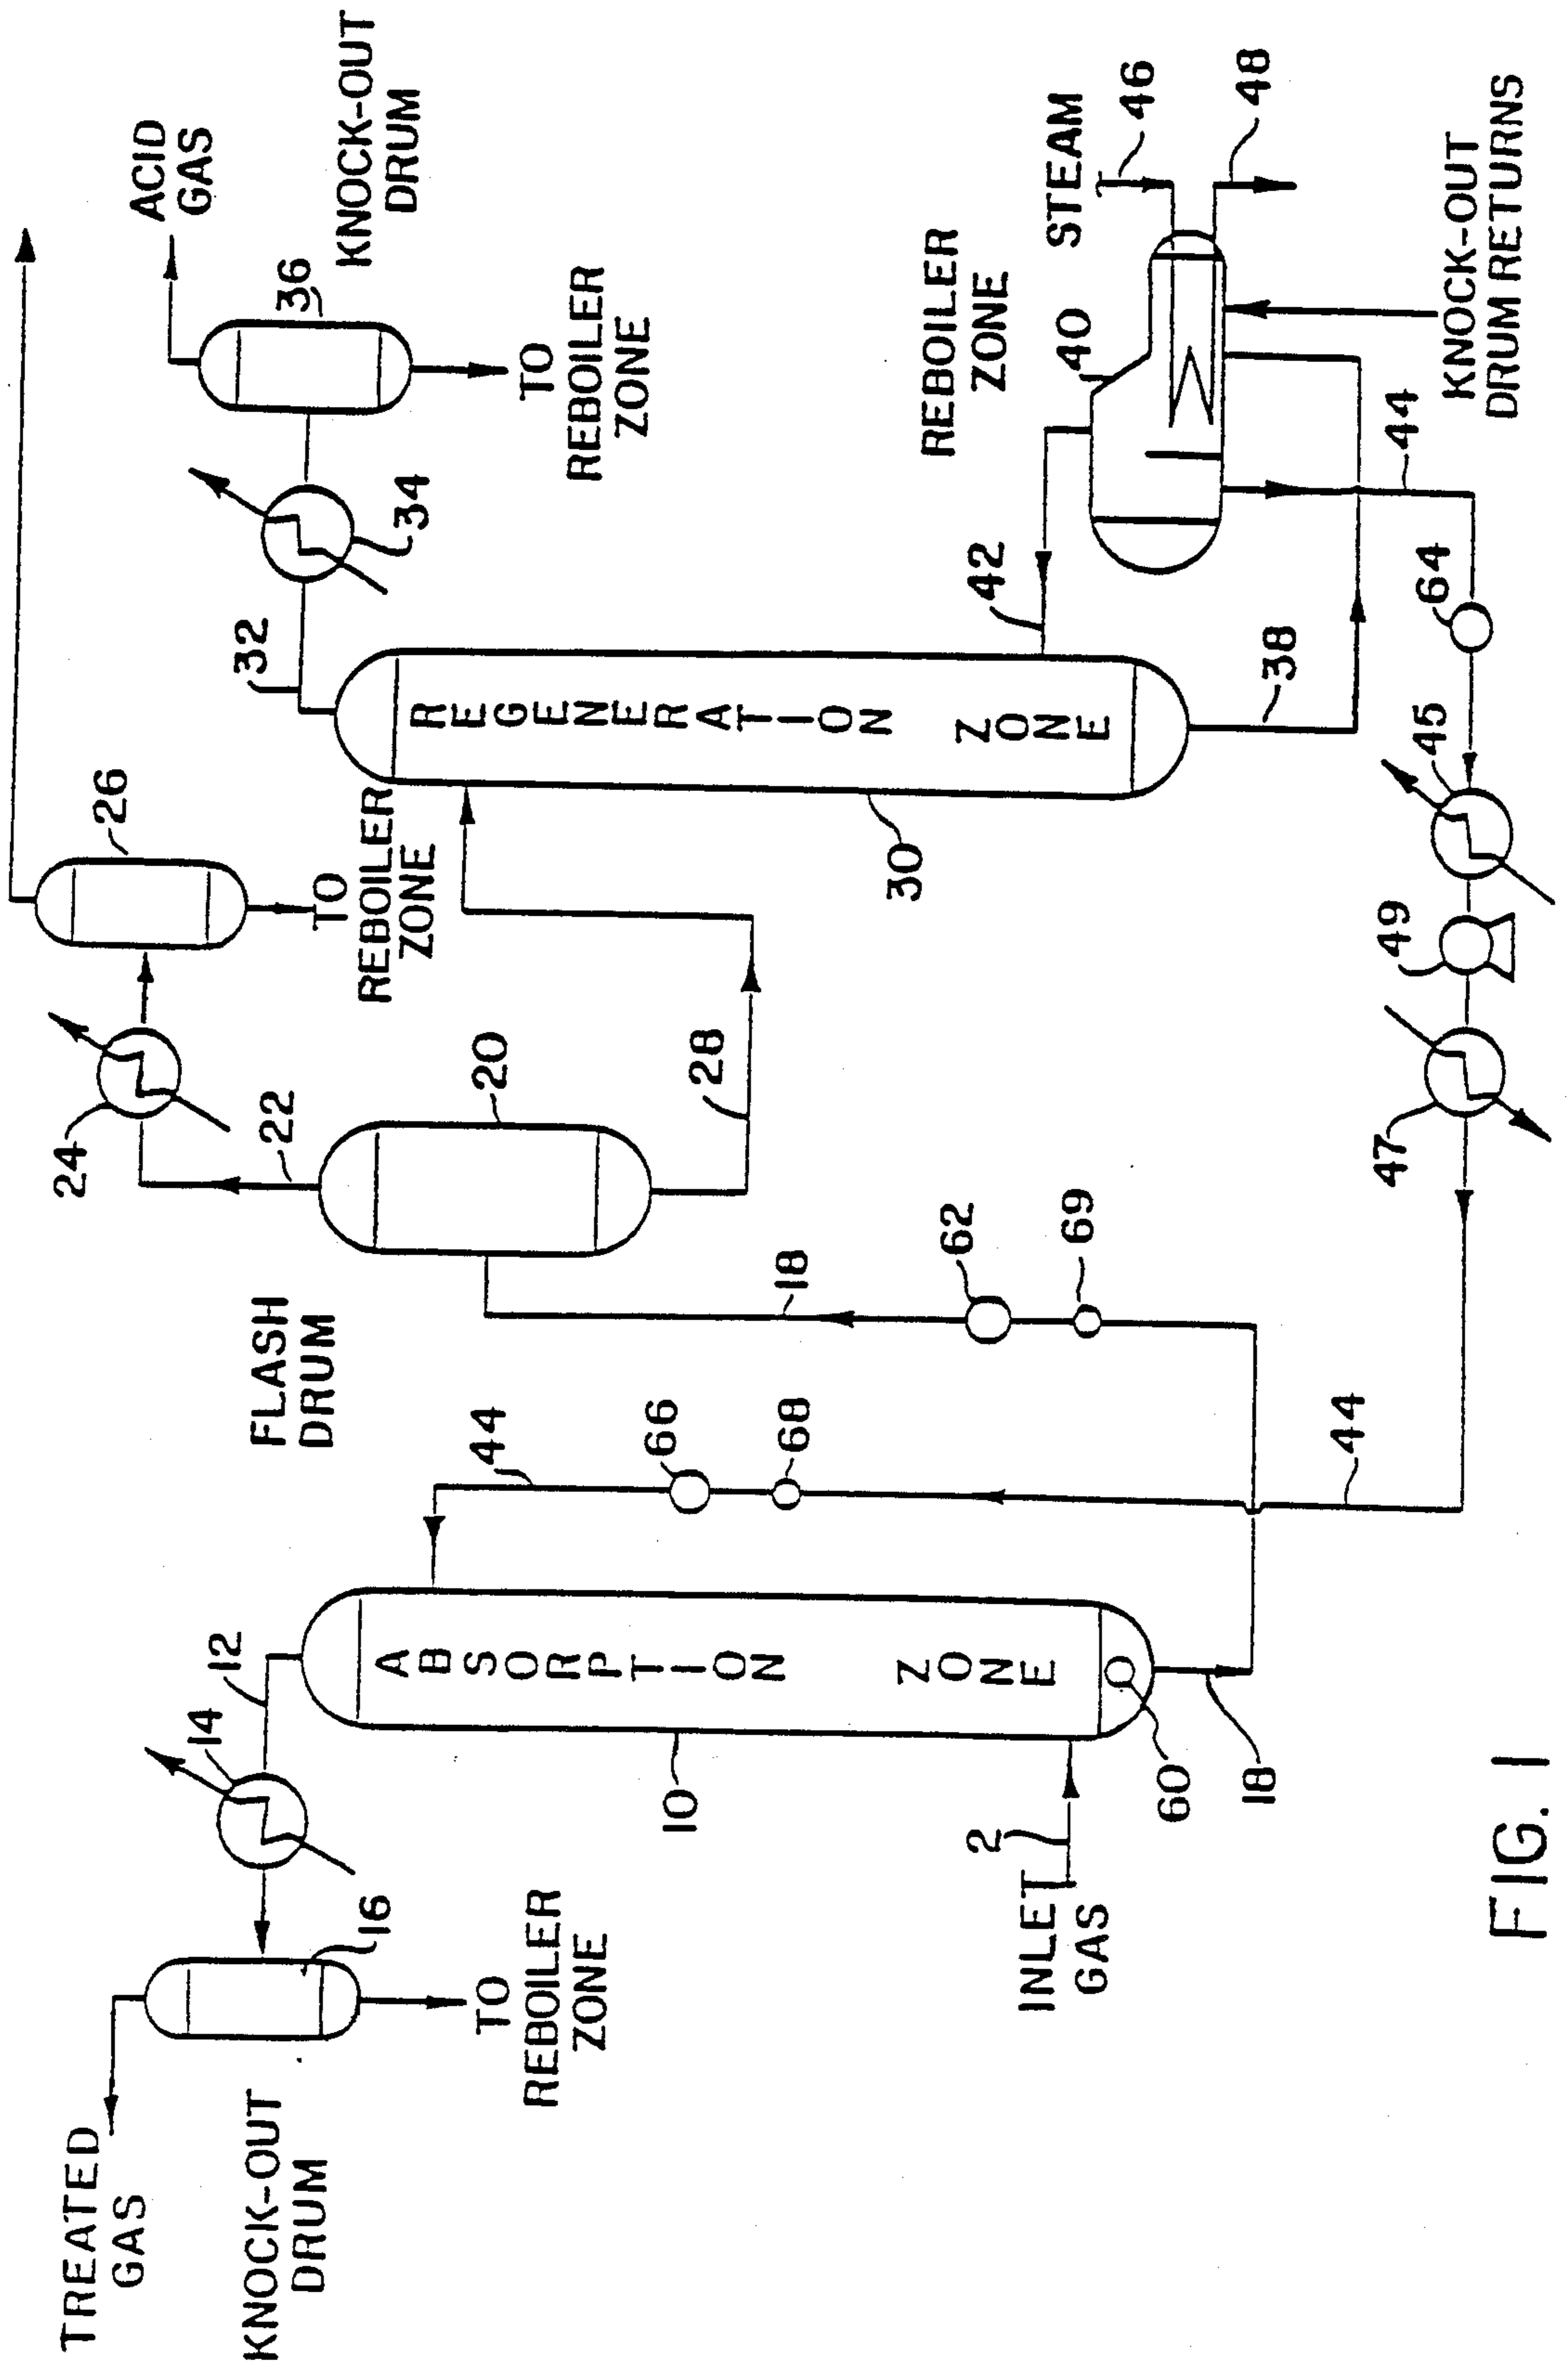 TREATED
GAS
KNOCK-OUT
DRUM
16
TO
REBOILER
ZONE
14
12
ABSORPTION ZONE
10
INLET
GAS
2
60
18
44
66
68
44
FLASH
DRUM
18
62
69
20
22
24
26
TO
REBOILER
ZONE
28
REGENERATION ZONE
30
32
34
36
ACID
GAS
KNOCK-OUT
DRUM
TO
REBOILER
ZONE
38
42
REBOILER
ZONE
40
STEAM
46
48
KNOCK-OUT
DRUM RETURNS
44
64
45
49
47
FIG. 1